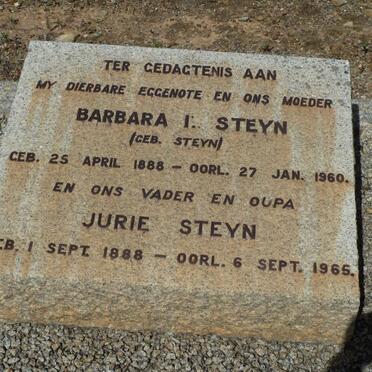 TER GEDAGTENIS AAN
MY DIERBARE EGGENOTE EN ONS MOEDER
BARBARA I. STEYN
(GEB. STEYN)
GEB. 25 APRIL 1888 — OORL. 27 JAN. 1960.
EN ONS VADER EN OUPA
JURIE STEYN
EB. 1 SEPT. 1888 — OORL. 6 SEPT. 1965.